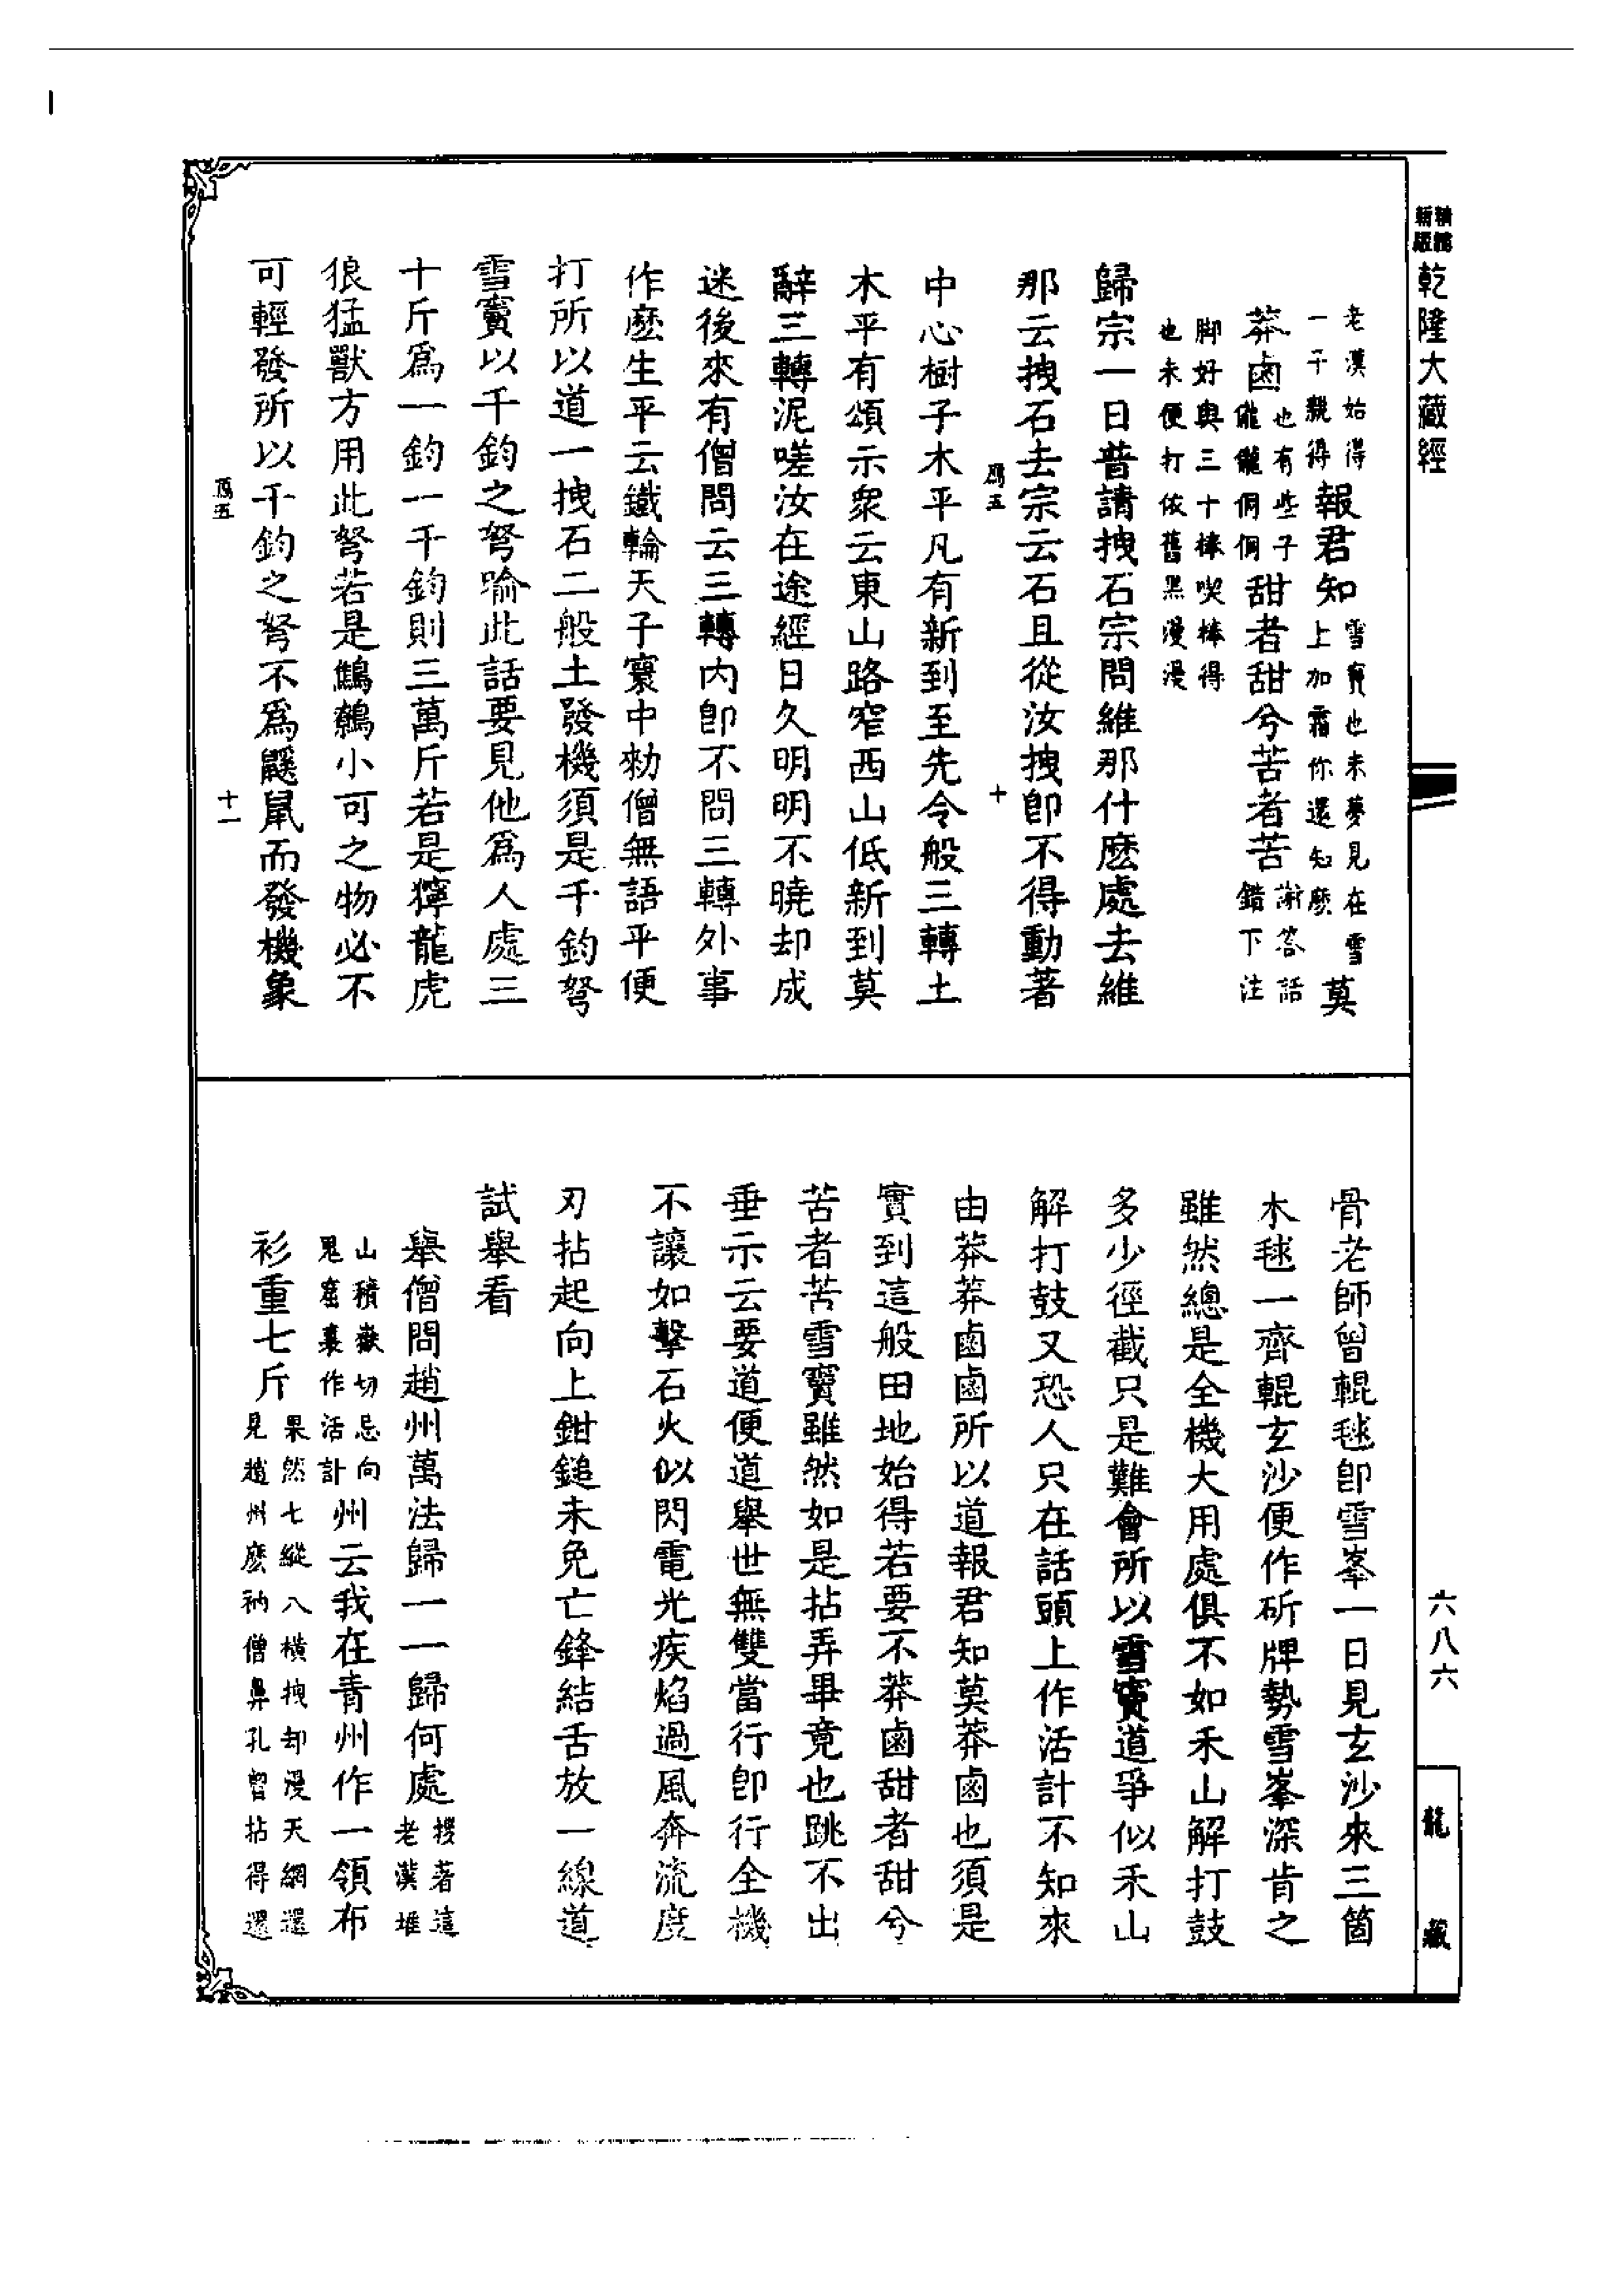 精縮新版
乾隆大藏經
老漢始得一子親得報君知雪竇也未夢見在雪上加霜你還知麽莫
莽鹵也有些子儱儱侗侗甜者甜兮苦者苦謝答話錯下注
脚好與三十棒喫棒得也未便打依舊黑漫漫
歸宗一日普請拽石宗問維那什麽處去維
那云拽石去宗云石且從汝拽即不得動著
雁五 十
中心樹子木平凡有新到至先令般三轉土
木平有頌示衆云東山路窄西山低新到莫
辭三轉泥嗟汝在途經日久明明不曉却成
迷後來有僧問云三轉內即不問三轉外事
作麽生平云鐵輪天子寰中勅僧無語平便
打所以道一拽石二般土發機須是千鈞弩
雪竇以千鈞之弩喻此話要見他爲人處三
十斤爲一鈞一千鈞則三萬斤若是獰龍虎
狼猛獸方用此弩若是鷦鷯小可之物必不
可輕發所以千鈞之弩不爲鼷鼠而發機象
雁五 十一
骨老師曾輥毬即雪峯一日見玄沙來三箇
木毬一齊輥玄沙便作斫牌勢雪峯深肯之
雖然總是全機大用處俱不如禾山解打鼓
多少徑截只是難會所以雪竇道爭似禾山
解打鼓又恐人只在話頭上作活計不知來
由莽莽鹵鹵所以道報君知莫莽鹵也須是
實到這般田地始得若要不莽鹵甜者甜兮
苦者苦雪竇雖然如是拈弄畢竟也跳不出
垂示云要道便道舉世無雙當行即行全機
不讓如擊石火似閃電光疾焰過風奔流度
刃拈起向上鉗鎚未免亡鋒結舌放一線道
試舉看
舉僧問趙州萬法歸一一歸何處拶著這老漢堆
山積嶽切忌向鬼窟裏作活計州云我在青州作一領布
衫重七斤果然七縱八橫拽却漫天網還見趙州麽衲僧鼻孔曾拈得還
六八六
龍藏